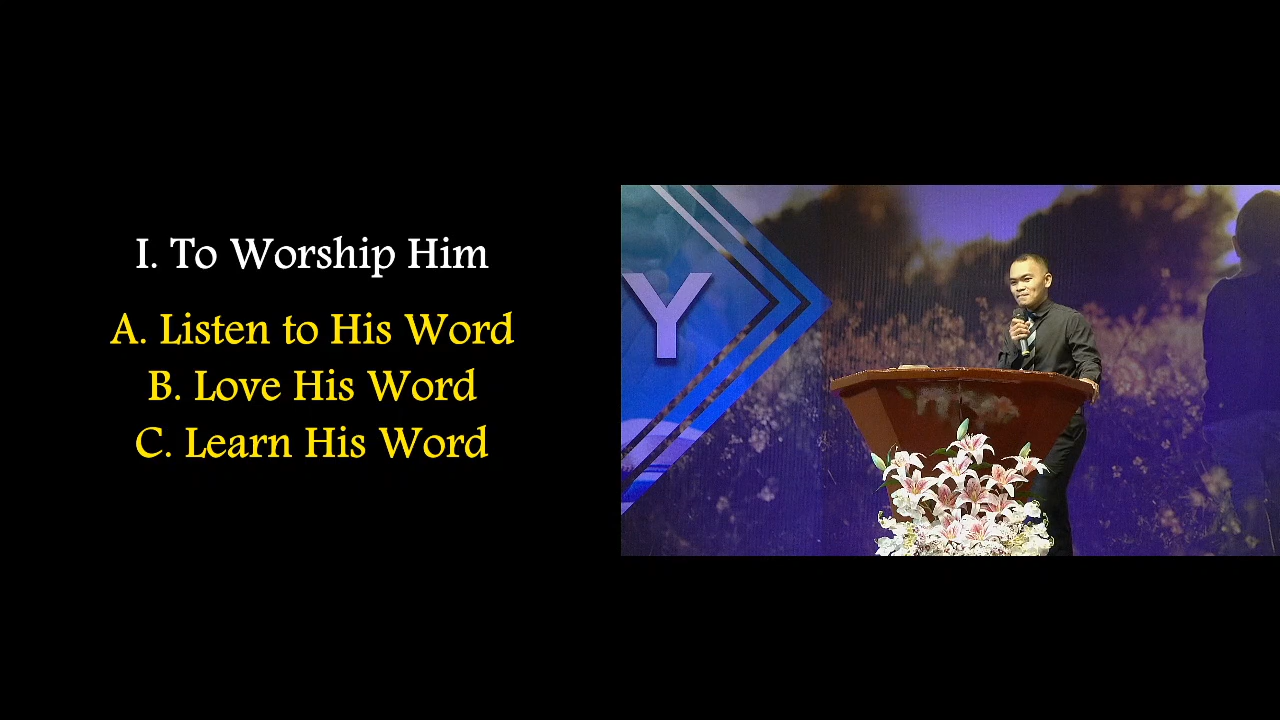 I. To Worship Him
A. Listen to His Word
B. Love His Word
C. Learn His Word
Y